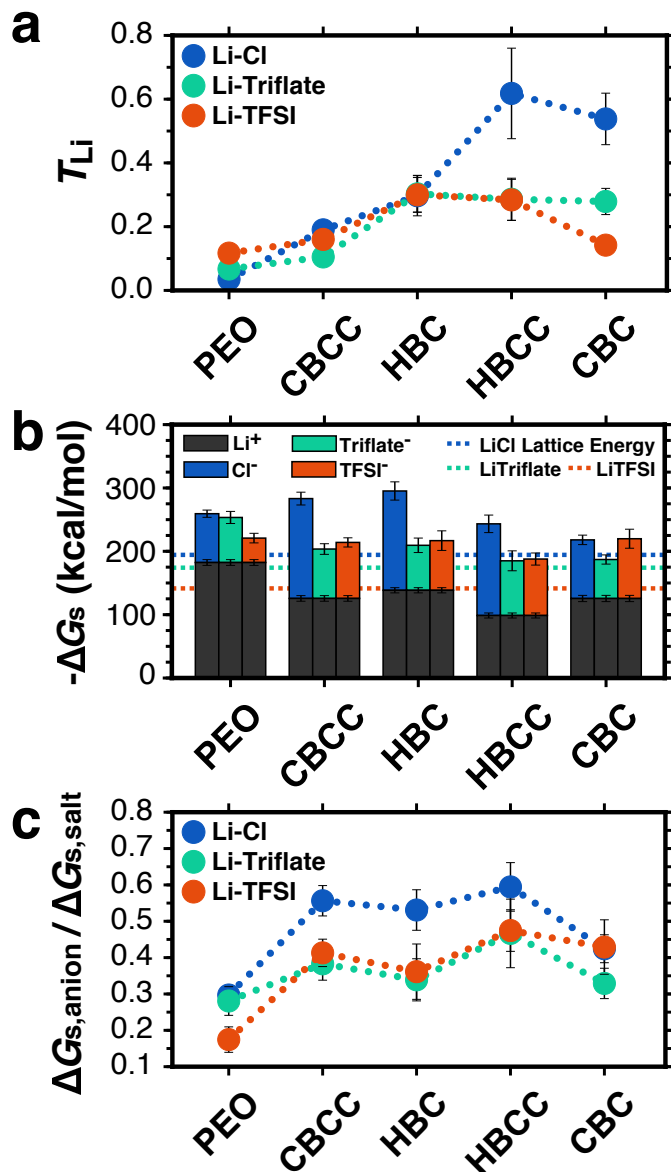 a
0.8
0.6
0.4
0.2
0.0
T_Li
Li-Cl
Li-Triflate
Li-TFSI
PEO
CBCC
HBC
HBCC
CBC
b
400
300
200
100
0
-ΔGs (kcal/mol)
Li⁺ Triflate⁻ LiCl Lattice Energy
Cl⁻ TFSI⁻ LiTriflate LiTFSI
PEO
CBCC
HBC
HBCC
CBC
c
0.8
0.7
0.6
0.5
0.4
0.3
0.2
0.1
ΔGs,anion / ΔGs,salt
Li-Cl
Li-Triflate
Li-TFSI
PEO
CBCC
HBC
HBCC
CBC